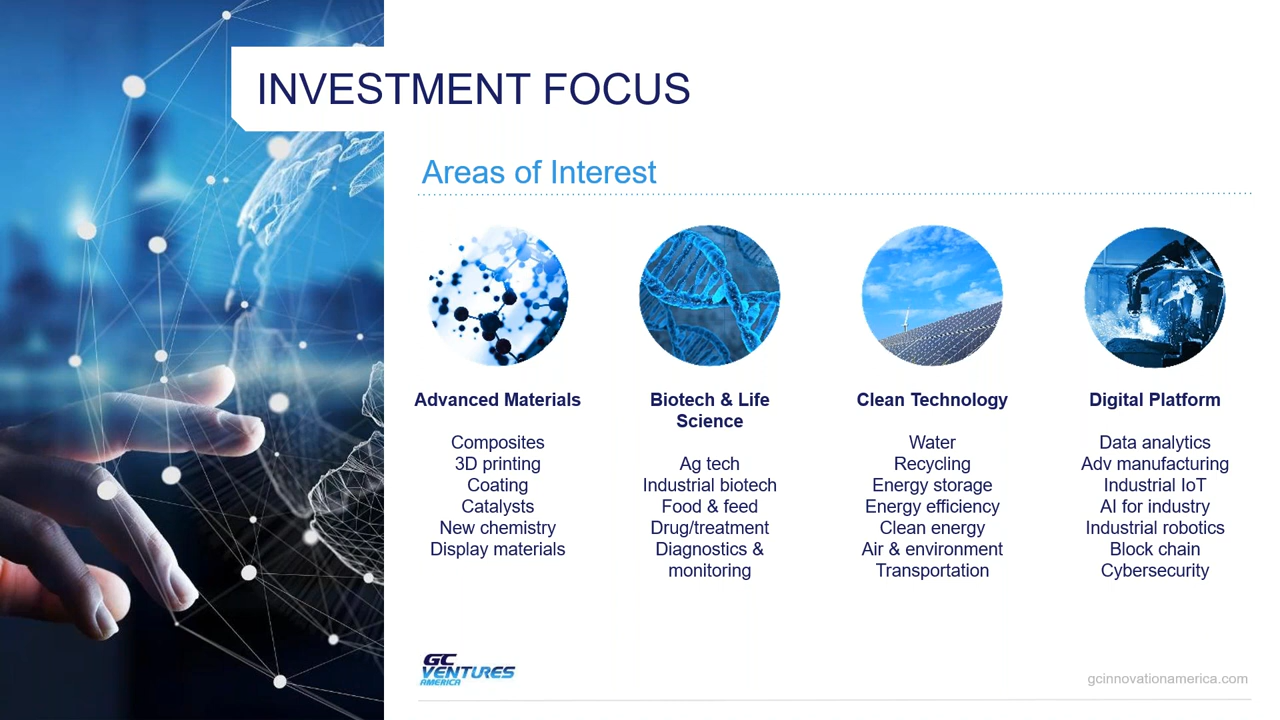 INVESTMENT FOCUS
Areas of Interest
Advanced Materials
Composites
3D printing
Coating
Catalysts
New chemistry
Display materials
Biotech & Life
Science
Ag tech
Industrial biotech
Food & feed
Drug/treatment
Diagnostics &
monitoring
Clean Technology
Water
Recycling
Energy storage
Energy efficiency
Clean energy
Air & environment
Transportation
Digital Platform
Data analytics
Adv manufacturing
Industrial IoT
AI for industry
Industrial robotics
Block chain
Cybersecurity
GC
VENTURES
AMERICA
gcinnovationamerica.com